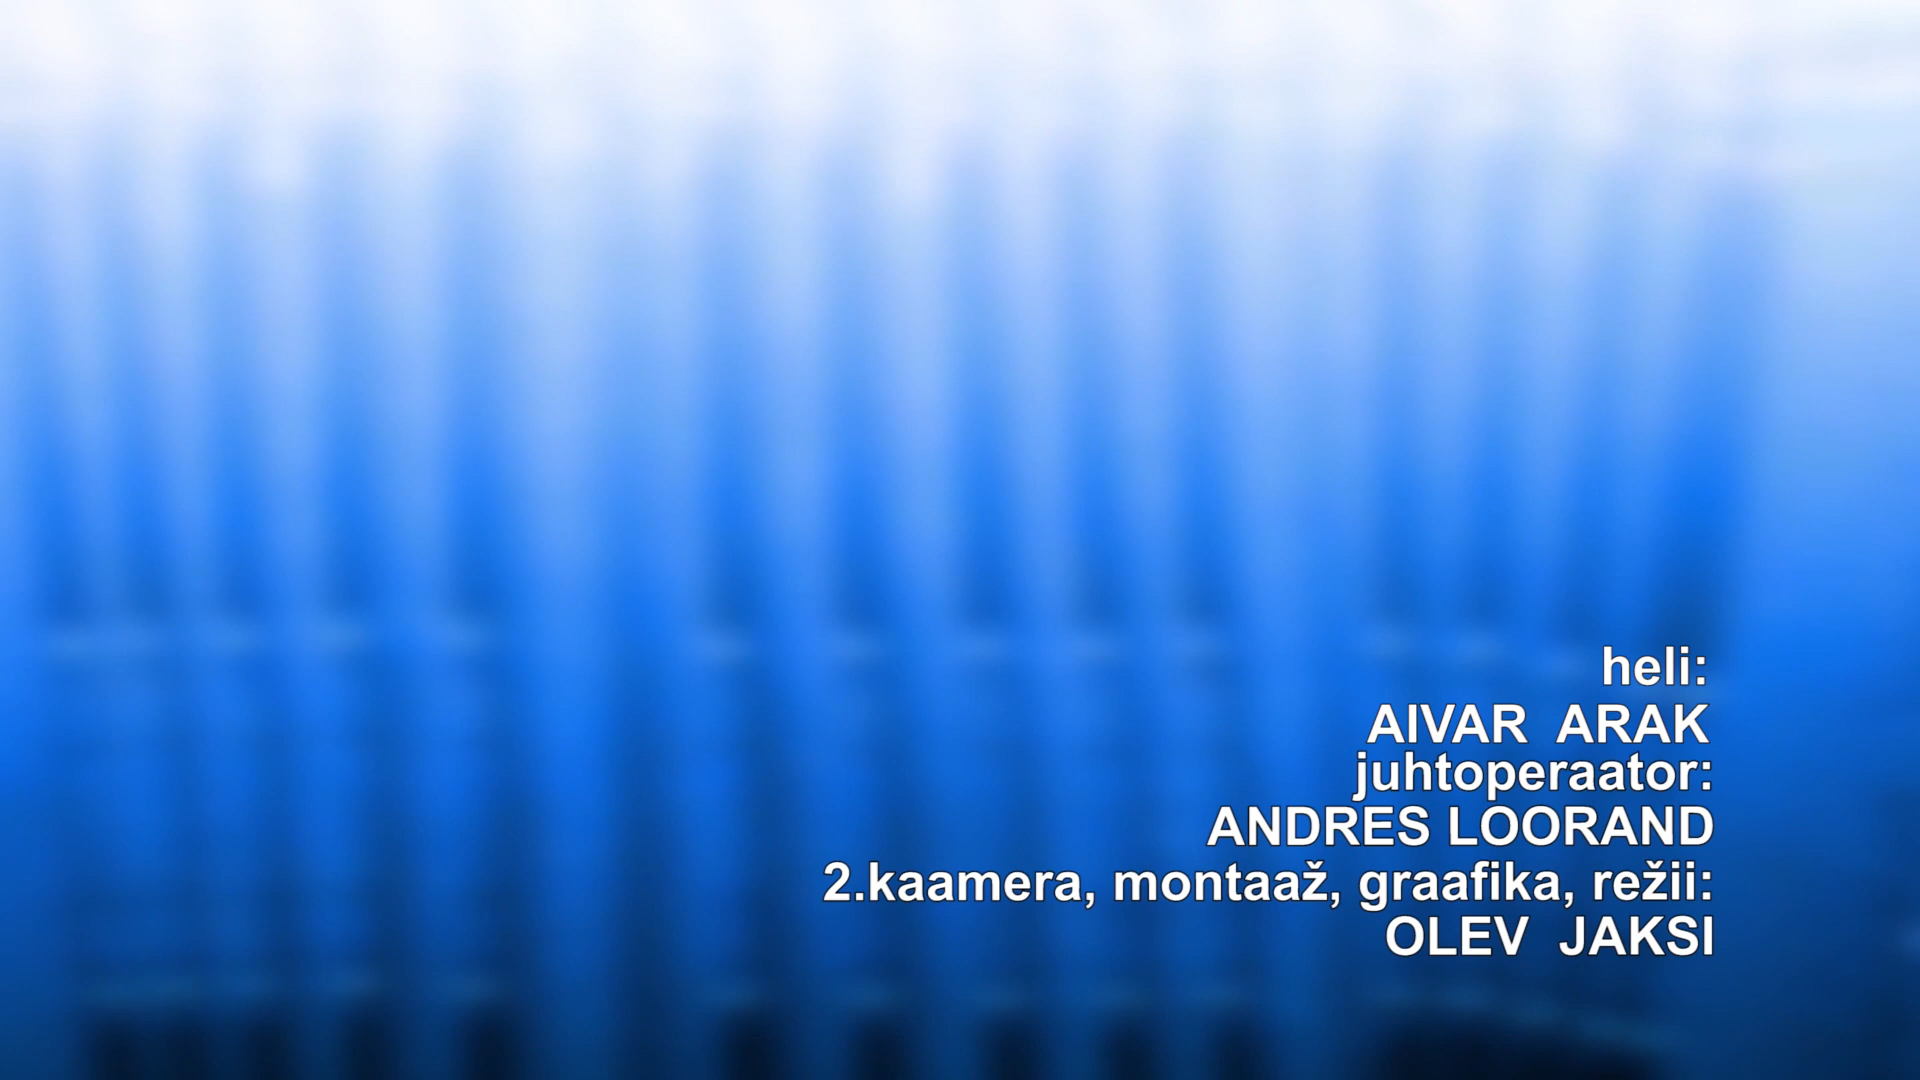 heli:
AIVAR ARAK
juhtoperaator:
ANDRES LOORAND
2.kaamera, montaaž, graafika, režii:
OLEV JAKSI